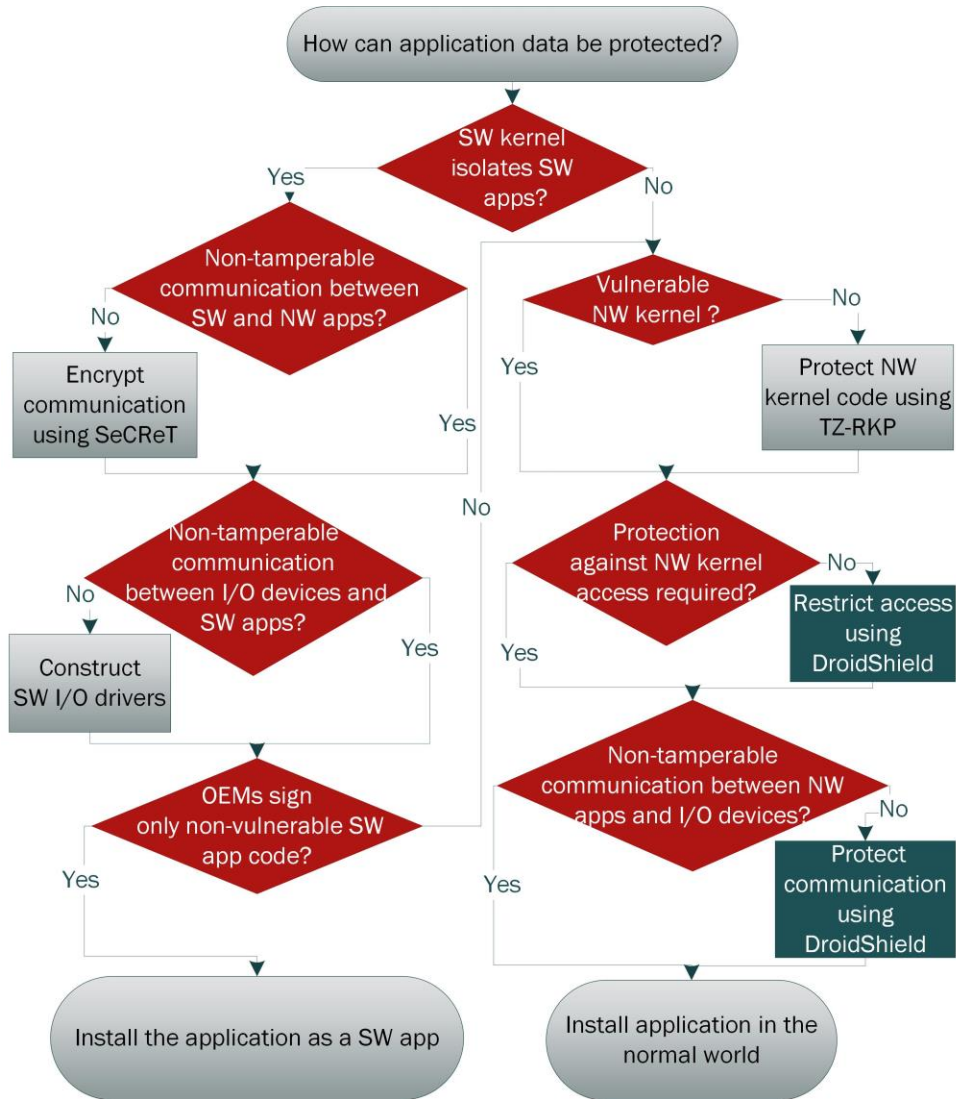 How can application data be protected?
SW kernel
isolates SW
apps?
Yes
No
Non-tamperable
communication between
SW and NW apps?
Vulnerable
NW kernel ?
No
No
Encrypt
communication
using SeCReT
Yes
Yes
Protect NW
kernel code using
TZ-RKP
No
Non-tamperable
communication
between I/O devices and
SW apps?
Protection
against NW kernel
access required?
No
No
Restrict access
using
DroidShield
Construct
SW I/O drivers
Yes
Yes
OEMs sign
only non-vulnerable SW
app code?
Non-tamperable
communication between NW
apps and I/O devices?
No
Yes
Yes
Protect
communication
using
DroidShield
Install the application as a SW app
Install application in the
normal world